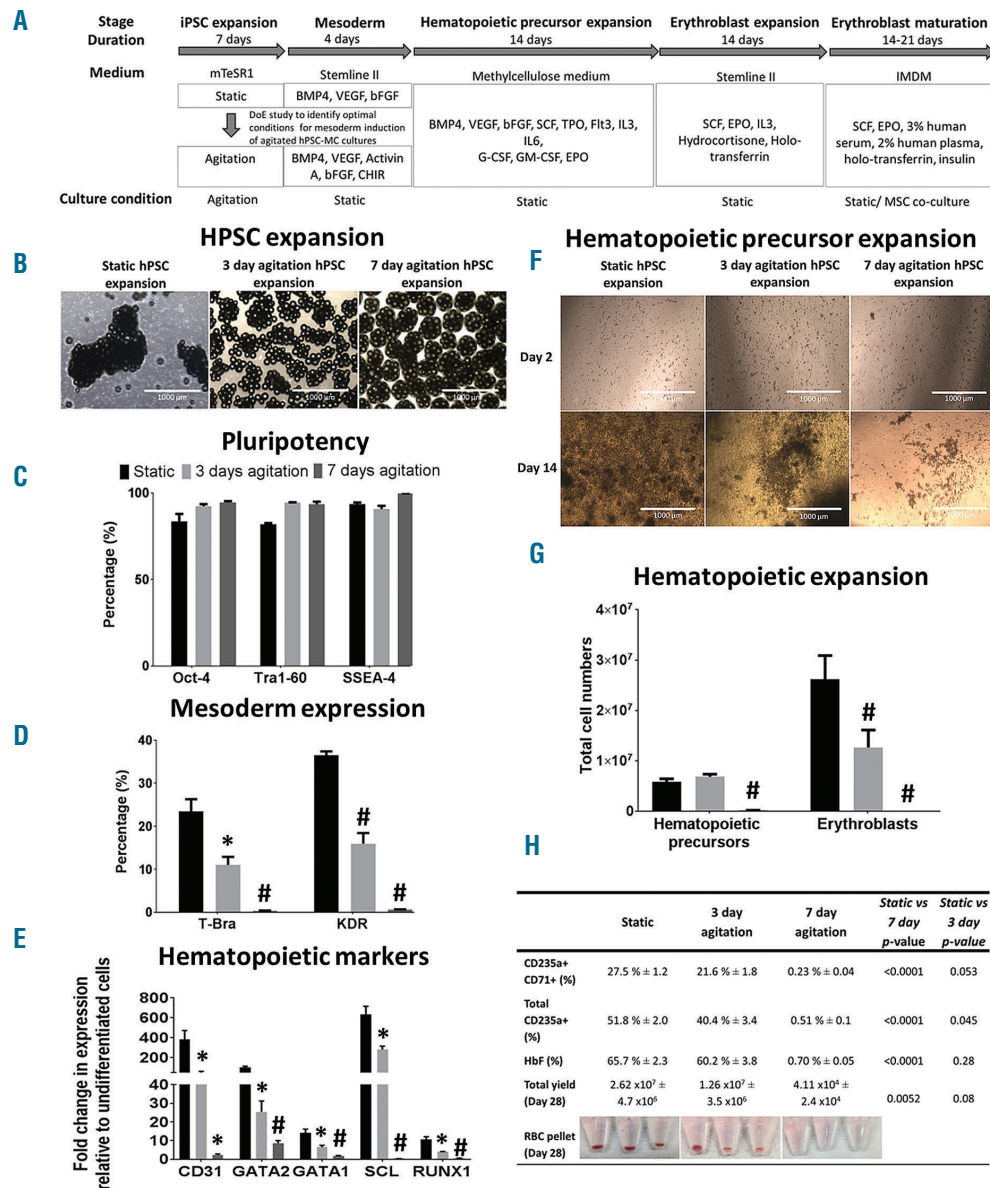 A
Stage iPSC expansion Mesoderm Hematopoietic precursor expansion Erythroblast expansion Erythroblast maturation
Duration 7 days 4 days 14 days 14 days 14-21 days
Medium mTeSR1 Stemline II Methylcellulose medium Stemline II IMDM
Static
BMP4, VEGF, bFGF
DoE study to identify optimal
conditions for mesoderm induction
of agitated hPSC-MC cultures
Agitation
BMP4, VEGF, Activin
A, bFGF, CHIR
BMP4, VEGF, bFGF, SCF, TPO, Flt3, IL3,
IL6,
G-CSF, GM-CSF, EPO
SCF, EPO, IL3,
Hydrocortisone, Holo-
transferrin
SCF, EPO, 3% human
serum, 2% human plasma,
holo-transferrin, insulin
Culture condition Agitation Static Static Static Static/ MSC co-culture
HPSC expansion
B
Static hPSC
expansion
3 day agitation hPSC
expansion
7 day agitation hPSC
expansion
1000 µm
1000 µm
1000 µm
Pluripotency
C
Static 3 days agitation 7 days agitation
Percentage (%)
100
50
0
Oct-4 Tra1-60 SSEA-4
Mesoderm expression
D
Percentage (%)
40
30
20
10
0
* # # #
T-Bra KDR
E
Hematopoietic markers
Fold change in expression
relative to undifferentiated cells
800
600
400
200
40
30
20
10
0
* * * # * # * # * #
CD31 GATA2 GATA1 SCL RUNX1
Hematopoietic precursor expansion
F
Static hPSC
expansion
3 day agitation hPSC
expansion
7 day agitation hPSC
expansion
Day 2
1000 µm
1000 µm
1000 µm
Day 14
1000 µm
1000 µm
1000 µm
G
Hematopoietic expansion
Total cell numbers
4×10⁷
3×10⁷
2×10⁷
1×10⁷
0
# # #
Hematopoietic
precursors
Erythroblasts
H
Static
3 day
agitation
7 day
agitation
Static vs
7 day
p-value
Static vs
3 day
p-value
CD235a+
CD71+ (%)
27.5 % ± 1.2 21.6 % ± 1.8 0.23 % ± 0.04 <0.0001 0.053
Total
CD235a+
(%)
51.8 % ± 2.0 40.4 % ± 3.4 0.51 % ± 0.1 <0.0001 0.045
HbF (%) 65.7 % ± 2.3 60.2 % ± 3.8 0.70 % ± 0.05 <0.0001 0.28
Total yield
(Day 28)
2.62 x10⁷ ±
4.7 x10⁶
1.26 x10⁷ ±
3.5 x10⁶
4.11 x10⁴ ±
2.4 x10⁴
0.0052 0.08
RBC pellet
(Day 28)